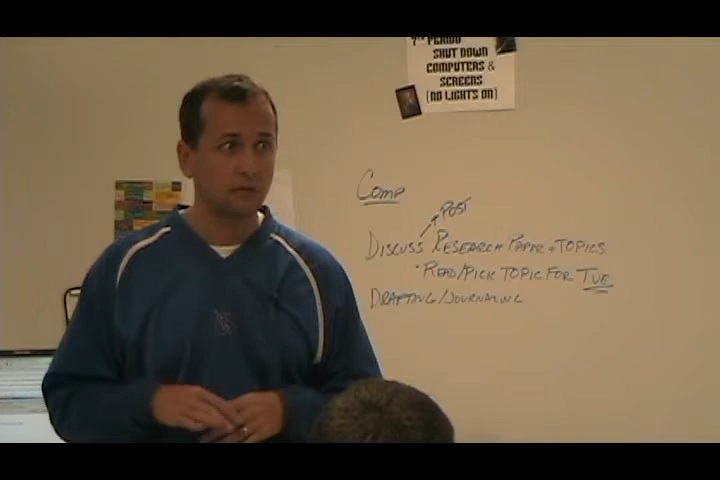 7TH PERIOD
SHUT DOWN
COMPUTERS &
SCREENS
(NO LIGHTS ON)
COMP
POST
DISCUSS RESEARCH PAPER + TOPICS
• READ/PICK TOPIC FOR TUE
DRAFTING/JOURNALING